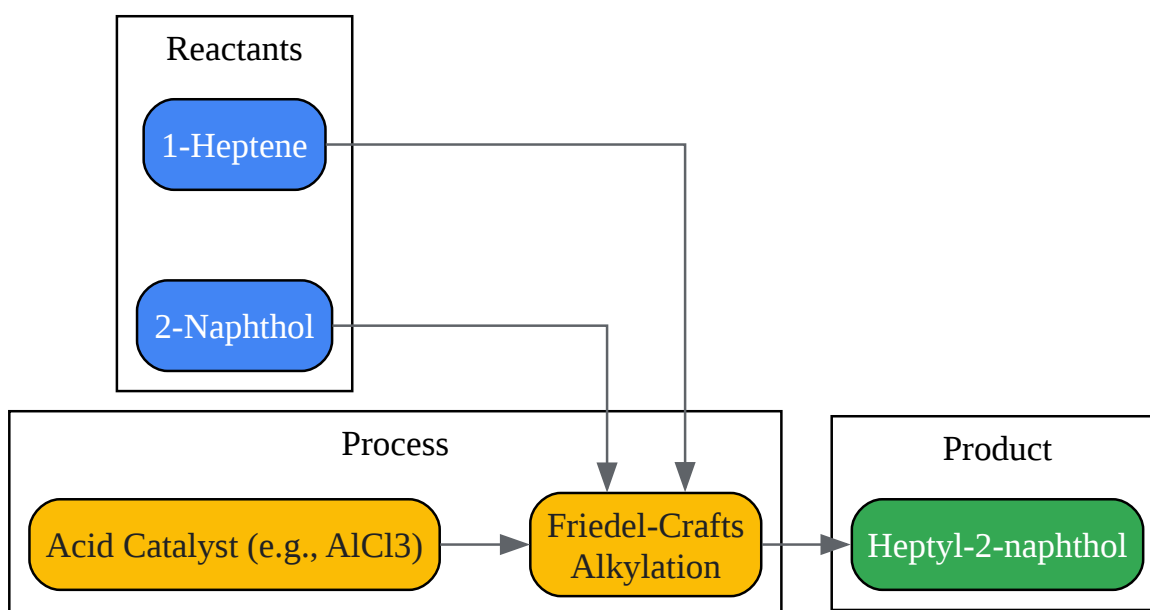 Reactants
1-Heptene
2-Naphthol
Process
Acid Catalyst (e.g., AlCl3)
Friedel-Crafts
Alkylation
Product
Heptyl-2-naphthol